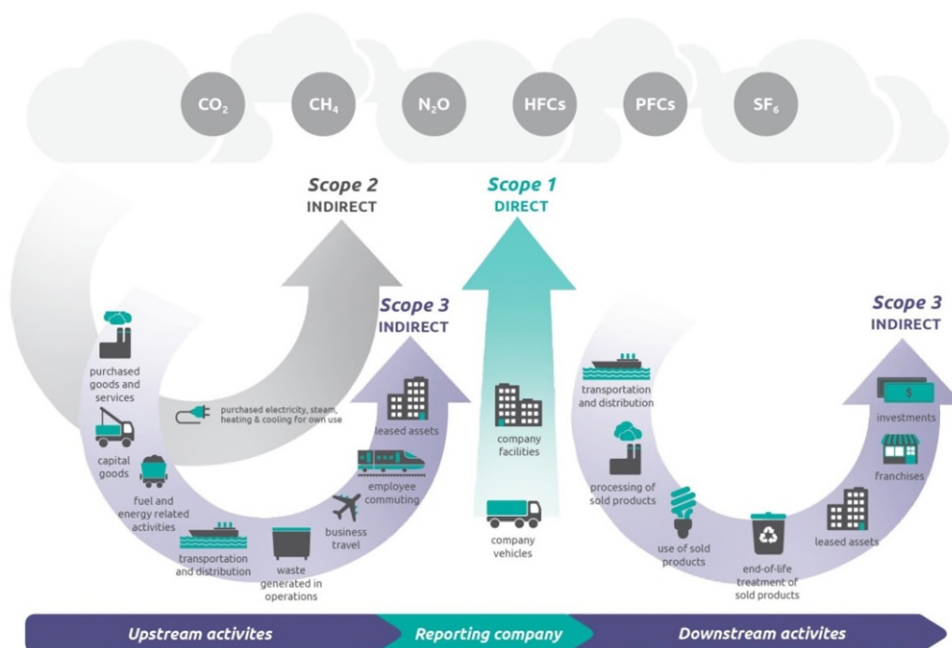 CO₂
CH₄
N₂O
HFCs
PFCs
SF₆
Scope 2
INDIRECT
Scope 1
DIRECT
Scope 3
INDIRECT
Scope 3
INDIRECT
purchased
goods and
services
capital
goods
fuel and
energy related
activities
transportation
and distribution
waste
generated in
operations
business
travel
employee
commuting
leased assets
purchased electricity, steam,
heating & cooling for own use
company
facilities
company
vehicles
transportation
and distribution
processing of
sold products
use of sold
products
end-of-life
treatment of
sold products
leased assets
franchises
$
investments
Upstream activites
Reporting company
Downstream activites